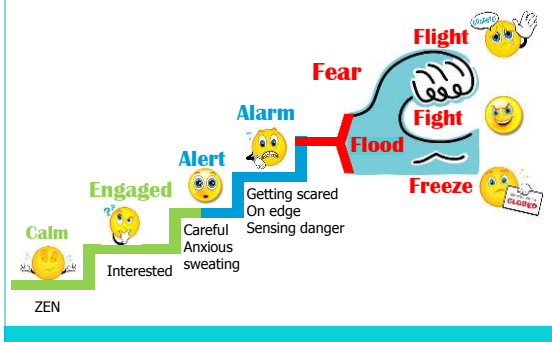 Flight
GOODBYE
Fear
Alarm
Fight
Flood
Alert
Freeze
CLOSED
Engaged
Getting scared
On edge
Sensing danger
Calm
Careful
Anxious
sweating
Interested
ZEN